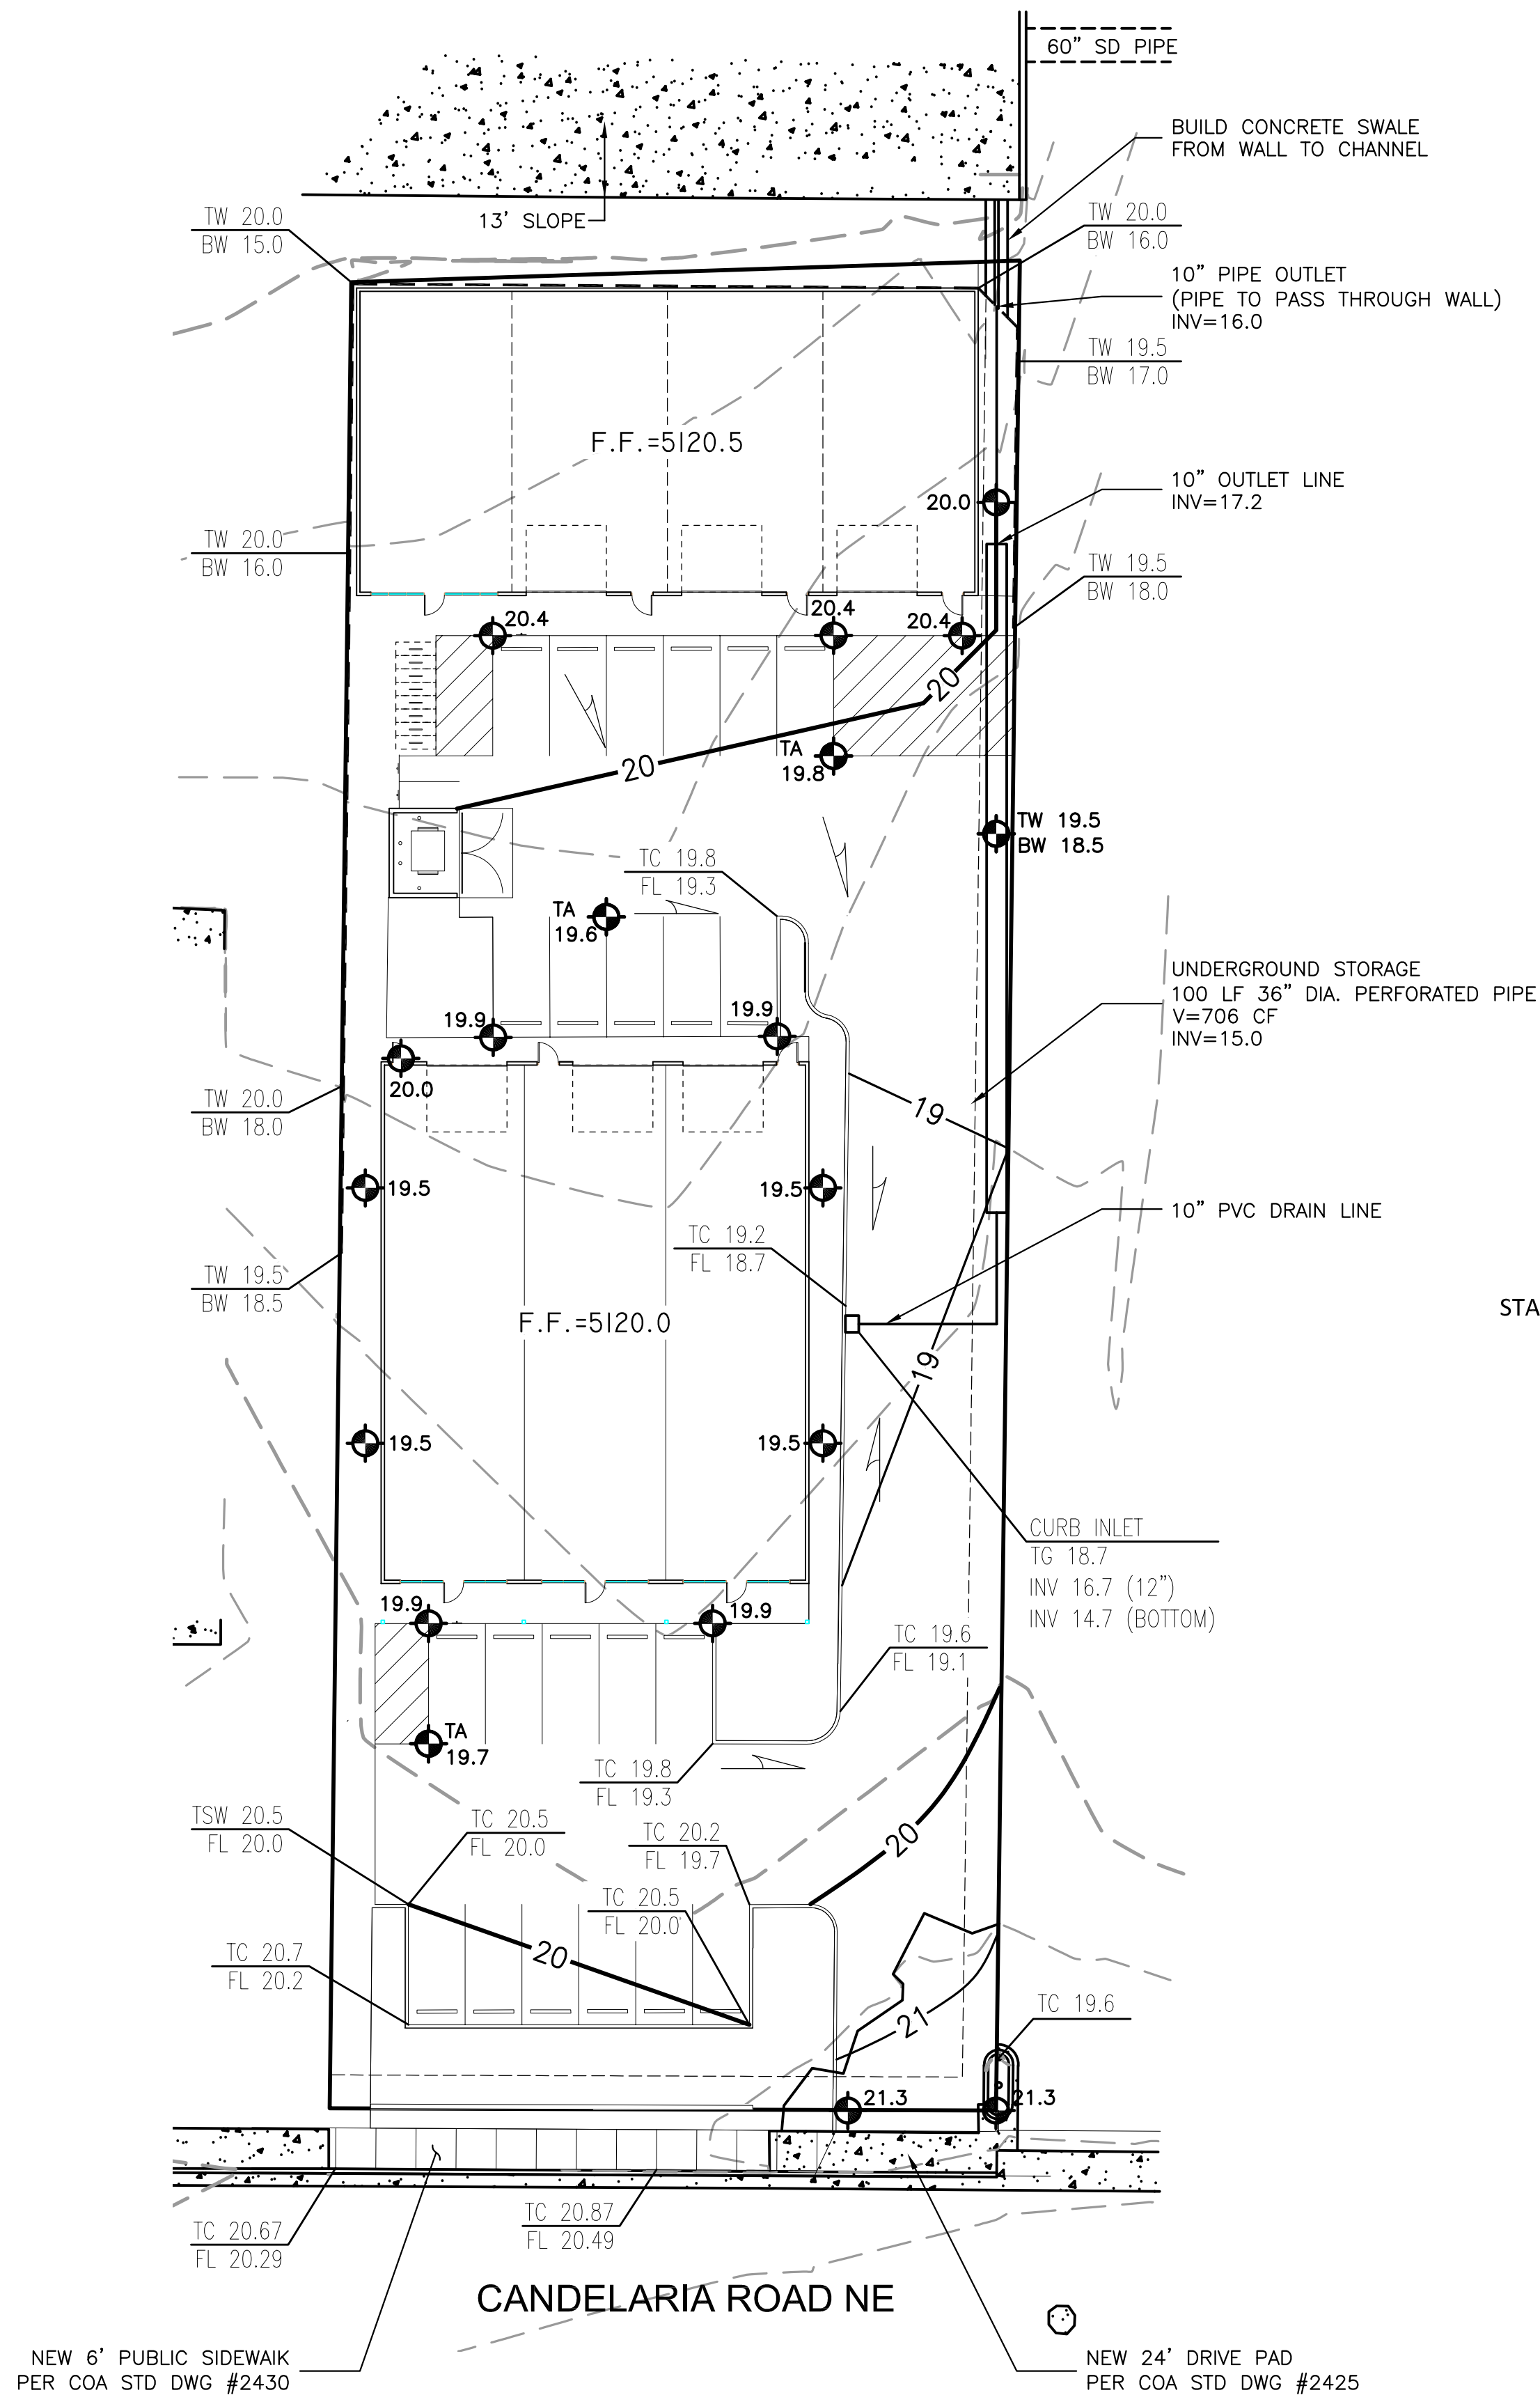 60" SD PIPE
BUILD CONCRETE SWALE
FROM WALL TO CHANNEL
13' SLOPE
TW 20.0
BW 15.0
TW 20.0
BW 16.0
10" PIPE OUTLET
(PIPE TO PASS THROUGH WALL)
INV=16.0
TW 19.5
BW 17.0
F.F.=5120.5
10" OUTLET LINE
INV=17.2
20.0
TW 20.0
BW 16.0
TW 19.5
BW 18.0
20.4
20.4
20.4
20
20
TA
19.8
TW 19.5
BW 18.5
TC 19.8
FL 19.3
TA
19.6
UNDERGROUND STORAGE
100 LF 36" DIA. PERFORATED PIPE
V=706 CF
INV=15.0
19.9
19.9
20.0
TW 20.0
BW 18.0
19
19.5
19.5
10" PVC DRAIN LINE
TC 19.2
FL 18.7
TW 19.5
BW 18.5
STA
F.F.=5120.0
19
19.5
19.5
CURB INLET
TG 18.7
INV 16.7 (12")
INV 14.7 (BOTTOM)
19.9
19.9
TC 19.6
FL 19.1
TA
19.7
TC 19.8
FL 19.3
TSW 20.5
FL 20.0
TC 20.5
FL 20.0
TC 20.2
FL 19.7
20
TC 20.5
FL 20.0
20
TC 20.7
FL 20.2
21
TC 19.6
21.3
21.3
TC 20.67
FL 20.29
TC 20.87
FL 20.49
CANDELARIA ROAD NE
NEW 6' PUBLIC SIDEWAIK
PER COA STD DWG #2430
NEW 24' DRIVE PAD
PER COA STD DWG #2425